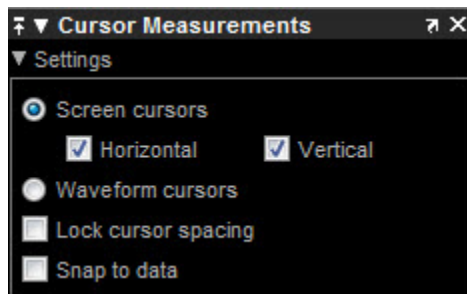 Cursor Measurements
Settings
Screen cursors
Horizontal Vertical
Waveform cursors
Lock cursor spacing
Snap to data